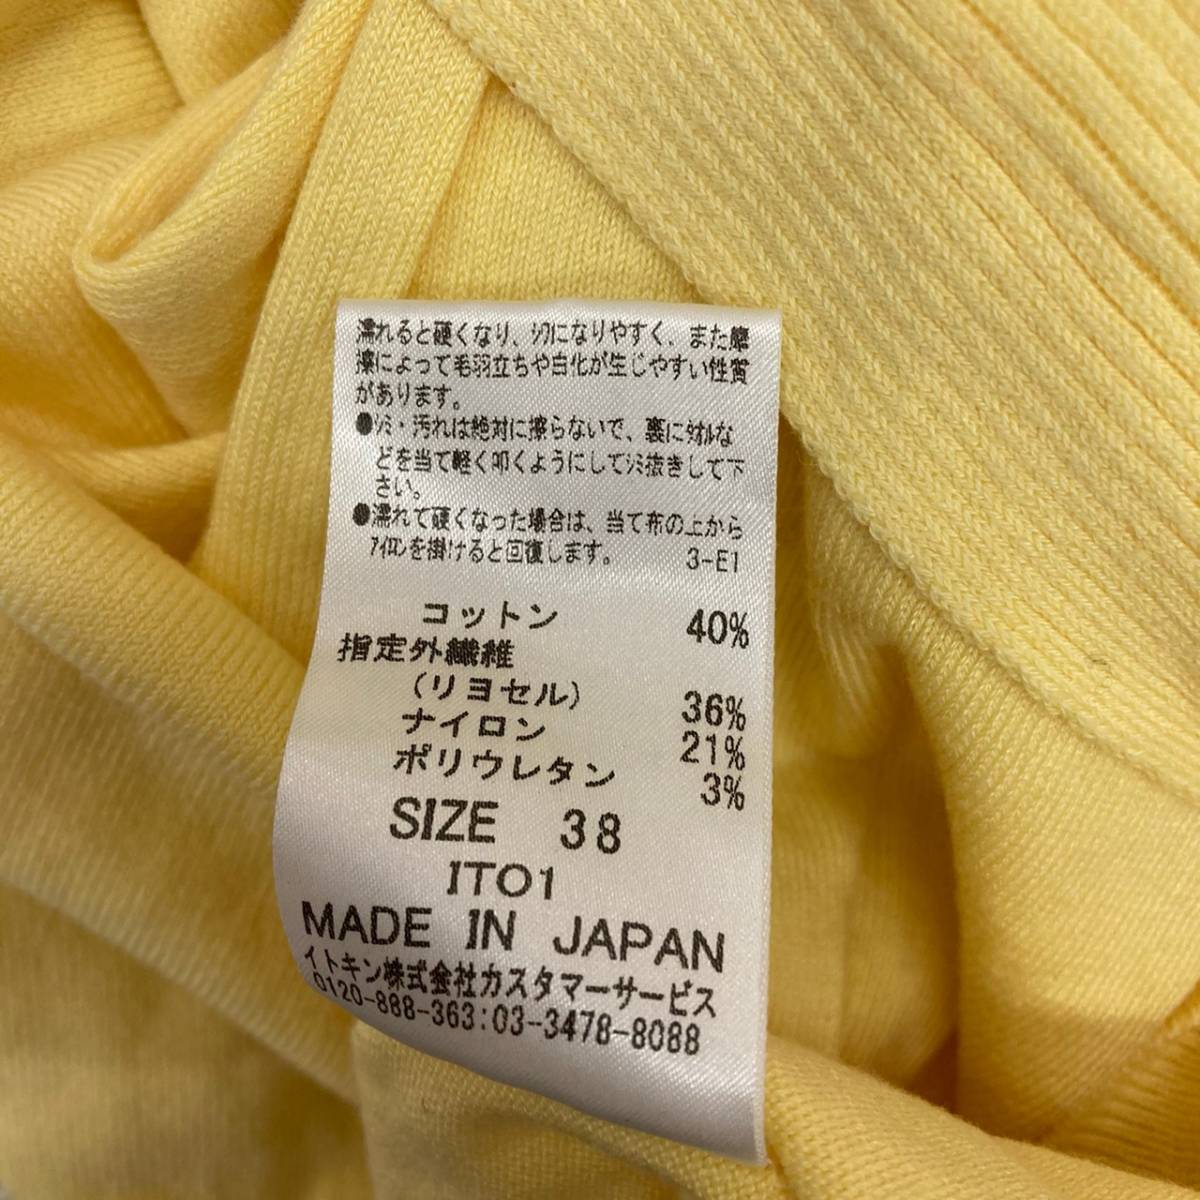 濡れると硬くなり、ｼﾜになりやすく、また摩
擦によって毛羽立ちや白化が生じやすい性質
があります。
●ｼﾐ・汚れは絶対に擦らないで、裏にﾀｵﾙな
どを当て軽く叩くようにしてｼﾐ抜きして下
さい。
●濡れて硬くなった場合は、当て布の上から
ｱｲﾛﾝを掛けると回復します。 3-E1
コットン 40%
指定外繊維
(リヨセル) 36%
ナイロン 21%
ポリウレタン 3%
SIZE 38
ITO1
MADE IN JAPAN
イトキン株式会社カスタマーサービス
0120-888-363:03-3478-8088